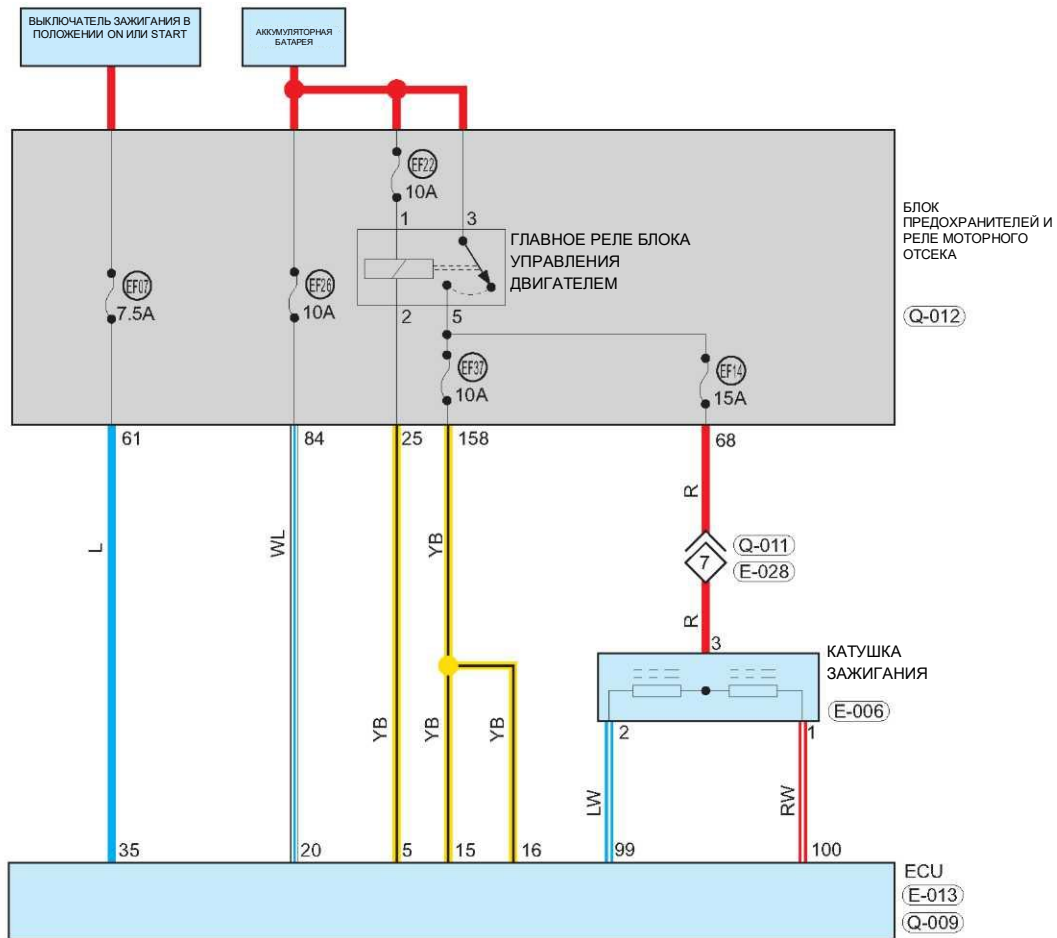 ВЫКЛЮЧАТЕЛЬ ЗАЖИГАНИЯ В
ПОЛОЖЕНИИ ON ИЛИ START
АККУМУЛЯТОРНАЯ
БАТАРЕЯ
EF22
10A
1
3
ГЛАВНОЕ РЕЛЕ БЛОКА
УПРАВЛЕНИЯ
ДВИГАТЕЛЕМ
БЛОК
ПРЕДОХРАНИТЕЛЕЙ И
РЕЛЕ МОТОРНОГО
ОТСЕКА
Q-012
EF07
7.5A
EF26
10A
2
5
EF37
10A
EF14
15A
61
84
25
158
68
L
WL
YB
R
7
Q-011
E-028
R
3
КАТУШКА
ЗАЖИГАНИЯ
E-006
2
1
YB
YB
YB
LW
RW
35
20
5
15
16
99
100
ECU
E-013
Q-009